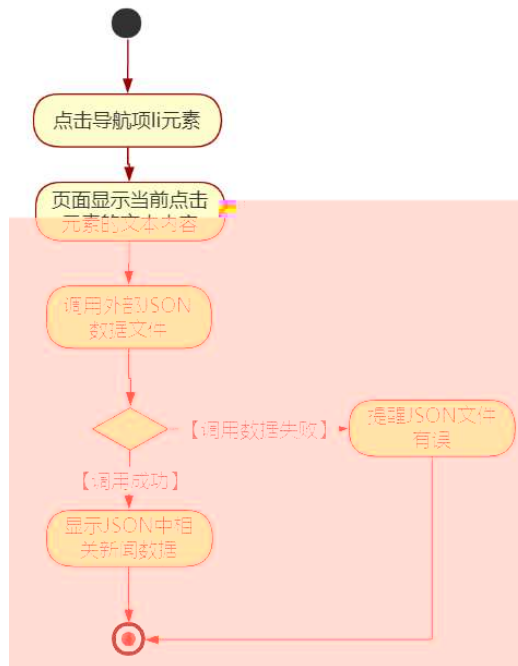 点击导航项li元素
页面显示当前点击
元素的文本内容
调用外部JSON
数据文件
【调用数据失败】
提醒JSON文件
有误
【调用成功】
显示JSON中相
关新闻数据